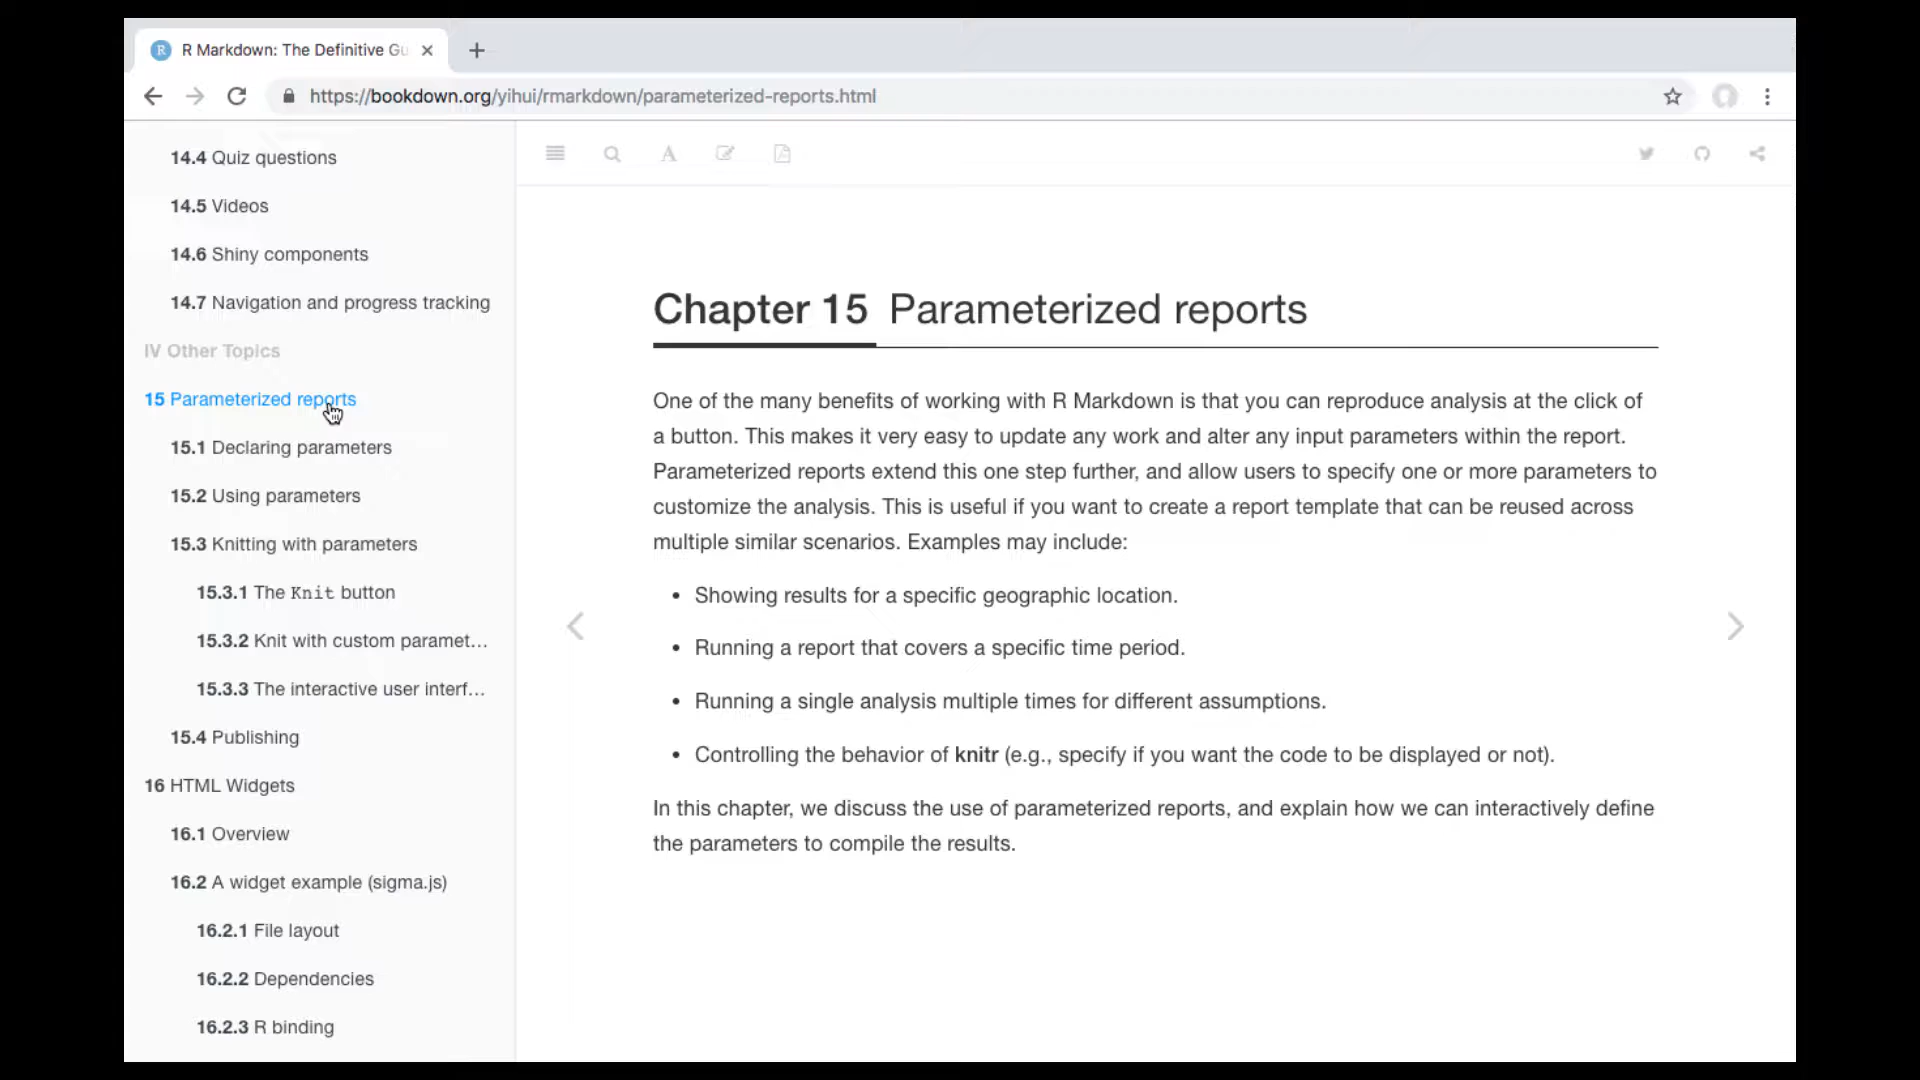 R Markdown: The Definitive Gu
https://bookdown.org/yihui/rmarkdown/parameterized-reports.html
14.4 Quiz questions
14.5 Videos
14.6 Shiny components
14.7 Navigation and progress tracking
IV Other Topics
15 Parameterized reports
15.1 Declaring parameters
15.2 Using parameters
15.3 Knitting with parameters
15.3.1 The Knit button
15.3.2 Knit with custom paramet...
15.3.3 The interactive user interf...
15.4 Publishing
16 HTML Widgets
16.1 Overview
16.2 A widget example (sigma.js)
16.2.1 File layout
16.2.2 Dependencies
16.2.3 R binding
Chapter 15 Parameterized reports
One of the many benefits of working with R Markdown is that you can reproduce analysis at the click of
a button. This makes it very easy to update any work and alter any input parameters within the report.
Parameterized reports extend this one step further, and allow users to specify one or more parameters to
customize the analysis. This is useful if you want to create a report template that can be reused across
multiple similar scenarios. Examples may include:
• Showing results for a specific geographic location.
• Running a report that covers a specific time period.
• Running a single analysis multiple times for different assumptions.
• Controlling the behavior of knitr (e.g., specify if you want the code to be displayed or not).
In this chapter, we discuss the use of parameterized reports, and explain how we can interactively define
the parameters to compile the results.